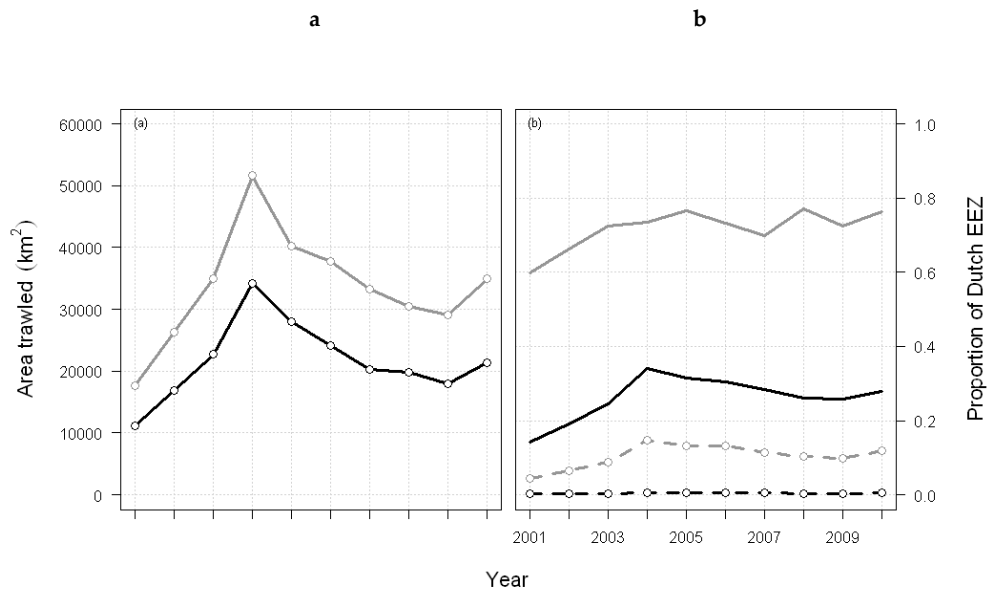 a
b
(a)
(b)
60000
50000
40000
30000
20000
10000
0
Area trawled (km²)
1.0
0.8
0.6
0.4
0.2
0.0
Proportion of Dutch EEZ
2001 2003 2005 2007 2009
Year